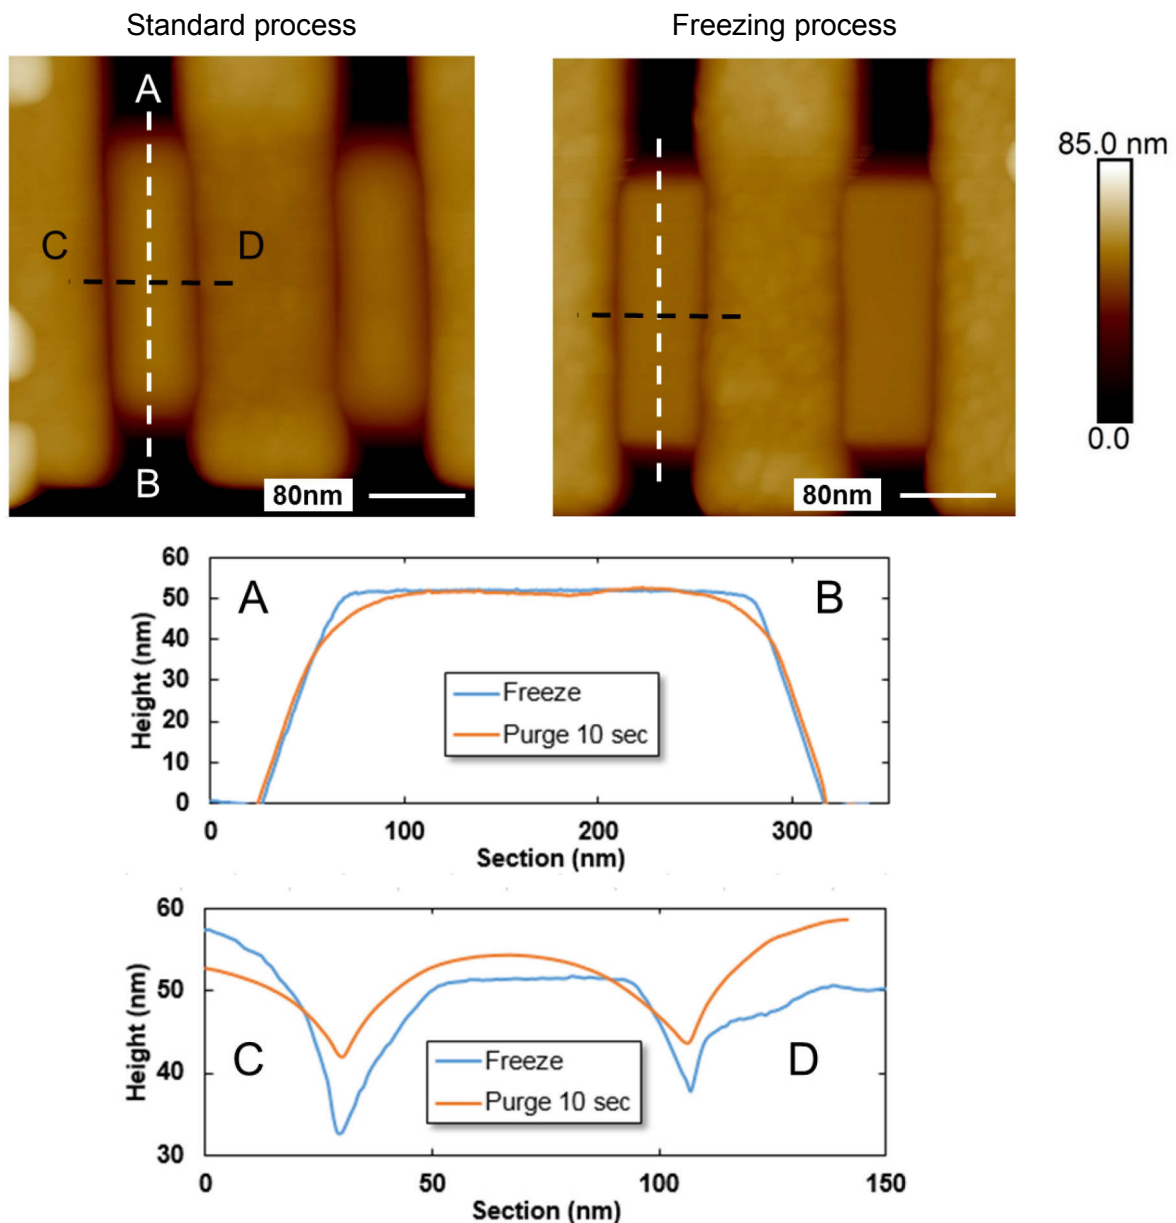 Standard process
Freezing process
A
C
D
B
80nm
80nm
85.0 nm
0.0
60
50
40
30
20
10
0
Height (nm)
A
B
Freeze
Purge 10 sec
0
100
200
300
Section (nm)
60
50
40
30
Height (nm)
C
D
Freeze
Purge 10 sec
0
50
100
150
Section (nm)